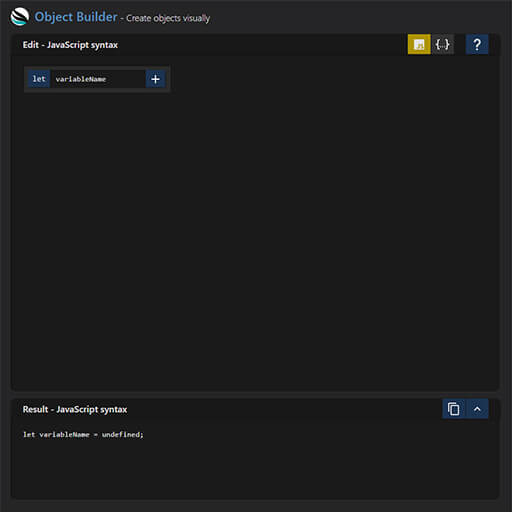 Object Builder - Create objects visually
Edit - JavaScript syntax
{..} ?
let variableName +
Result - JavaScript syntax
let variableName = undefined;